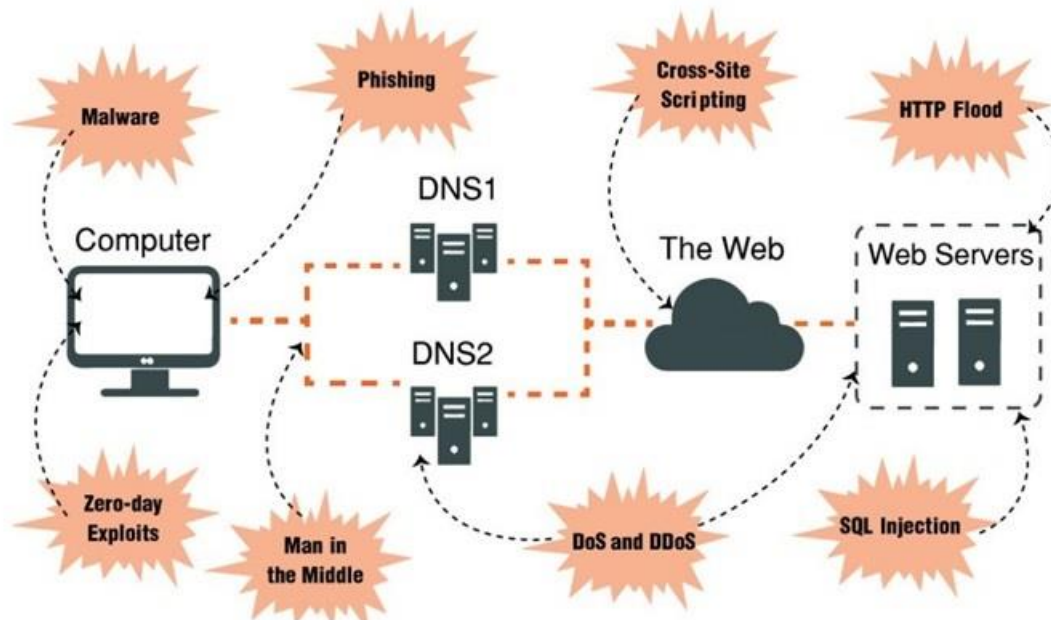 Malware
Phishing
Cross-Site
Scripting
HTTP Flood
DNS1
Computer
The Web
Web Servers
DNS2
Zero-day
Exploits
Man in
the Middle
DoS and DDoS
SQL Injection